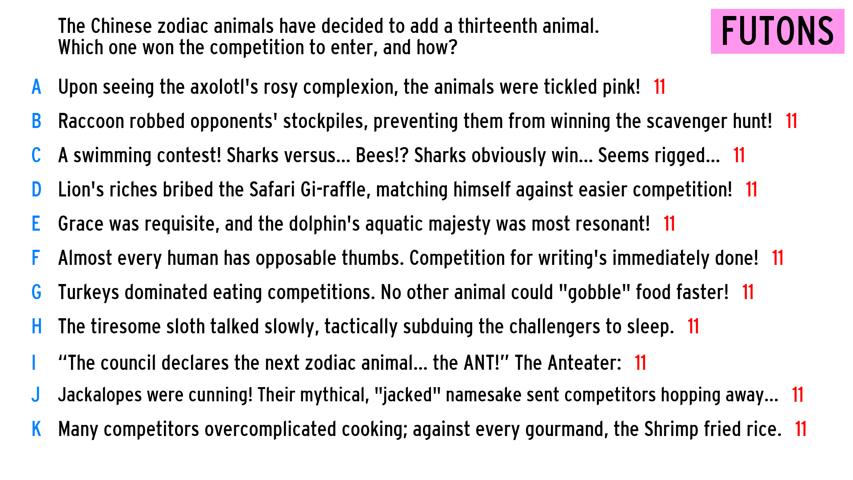 The Chinese zodiac animals have decided to add a thirteenth animal.
Which one won the competition to enter, and how?
FUTONS
A Upon seeing the axolotl's rosy complexion, the animals were tickled pink! 11
B Raccoon robbed opponents' stockpiles, preventing them from winning the scavenger hunt! 11
C A swimming contest! Sharks versus... Bees!? Sharks obviously win... Seems rigged... 11
D Lion's riches bribed the Safari Gi-raffle, matching himself against easier competition! 11
E Grace was requisite, and the dolphin's aquatic majesty was most resonant! 11
F Almost every human has opposable thumbs. Competition for writing's immediately done! 11
G Turkeys dominated eating competitions. No other animal could "gobble" food faster! 11
H The tiresome sloth talked slowly, tactically subduing the challengers to sleep. 11
I “The council declares the next zodiac animal... the ANT!” The Anteater: 11
J Jackalopes were cunning! Their mythical, "jacked" namesake sent competitors hopping away... 11
K Many competitors overcomplicated cooking; against every gourmand, the Shrimp fried rice. 11